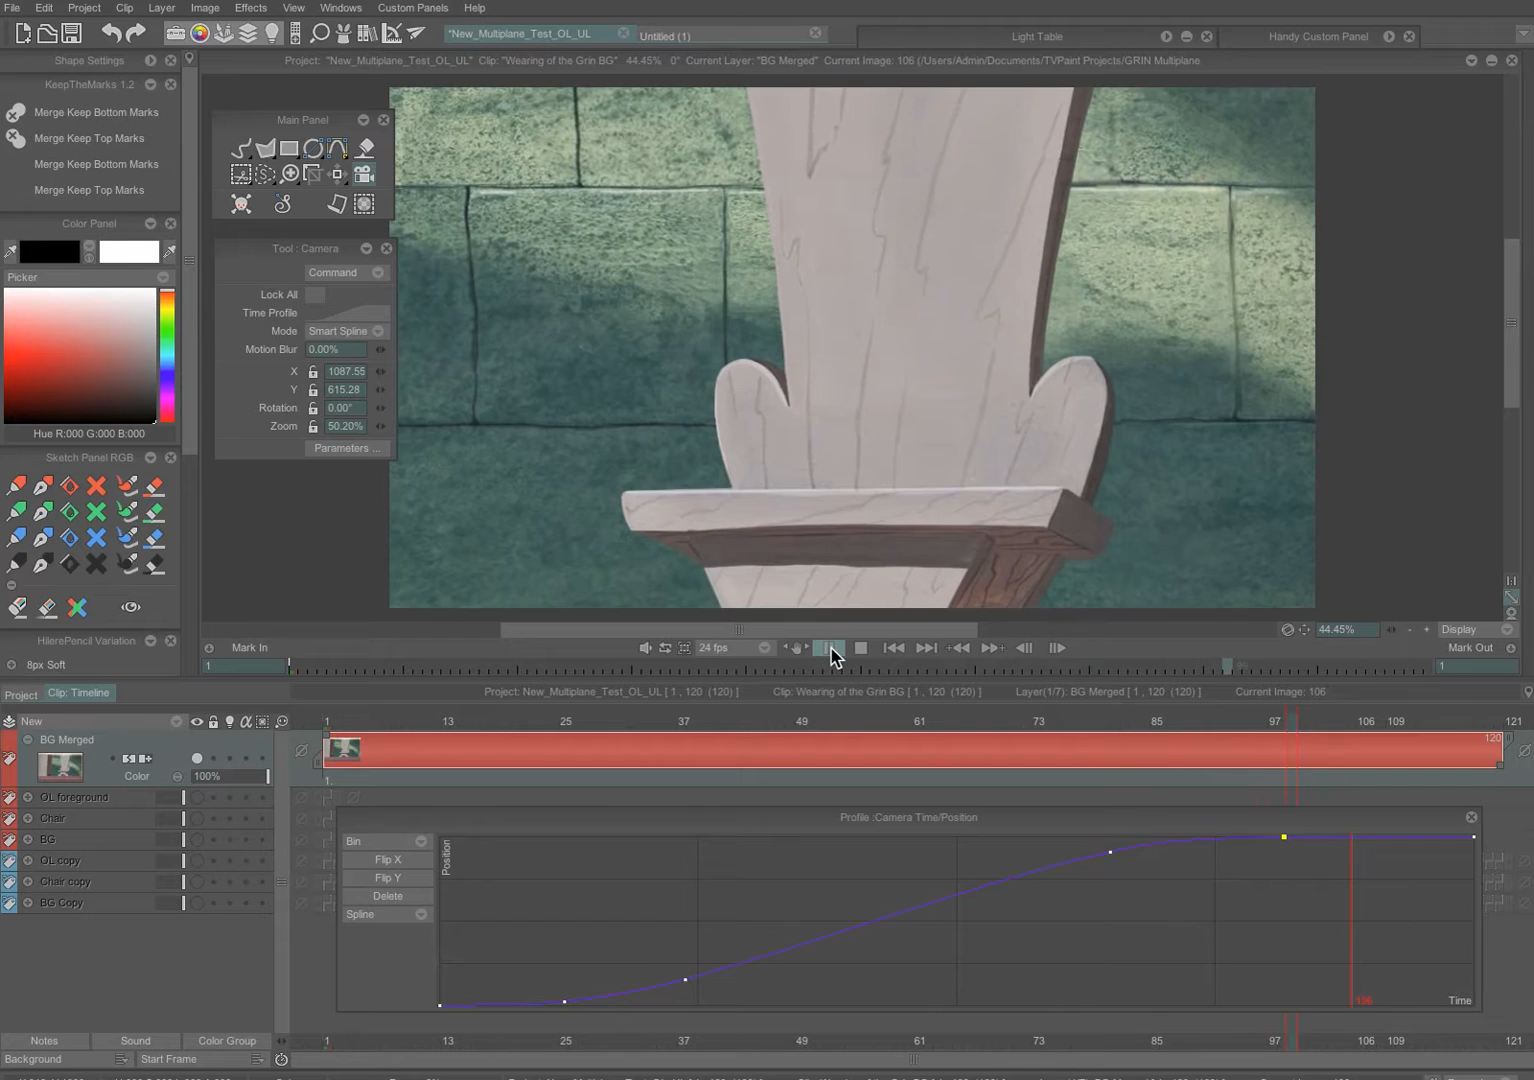 File Edit Project Clip Layer Image Effects View Windows Custom Panels Help
*New_Multiplane_Test_OL_UL Untitled (1) Light Table Handy Custom Panel
Shape Settings
Project: "New_Multiplane_Test_OL_UL" Clip: "Wearing of the Grin BG" 44.45% 0° Current Layer: "BG Merged" Current Image: 106 (/Users/Admin/Documents/TVPaint Projects/GRIN Multiplane
KeepTheMarks 1.2
Merge Keep Bottom Marks
Merge Keep Top Marks
Merge Keep Bottom Marks
Merge Keep Top Marks
Main Panel
Color Panel
Picker
Hue R:000 G:000 B:000
Tool : Camera
Command
Lock All
Time Profile
Mode Smart Spline
Motion Blur 0.00%
X 1087.55
Y 615.28
Rotation 0.00°
Zoom 50.20%
Parameters ...
Sketch Panel RGB
HilerePencil Variation
8px Soft
1:1
44.45% - + Display
Mark In 24 fps Mark Out
1 1
Project Clip: Timeline
Project: New_Multiplane_Test_OL_UL [ 1 , 120 (120) ] Clip: Wearing of the Grin BG [ 1 , 120 (120) ] Layer(1/7): BG Merged [ 1 , 120 (120) ] Current Image: 106
New
1 13 25 37 49 61 73 85 97 106 109 121
BG Merged
120
Color 100%
1.
OL foreground
Chair
BG
OL copy
Chair copy
BG Copy
Profile :Camera Time/Position
Bin
Flip X
Flip Y
Delete
Spline
Position
106
Time
Notes Sound Color Group
1 13 25 37 49 61 73 85 97 106 109 121
Background Start Frame